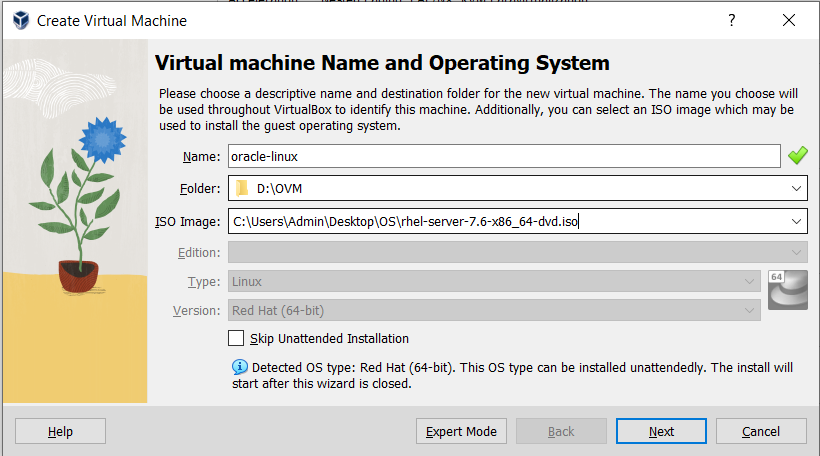 Create Virtual Machine
?
Virtual machine Name and Operating System
Please choose a descriptive name and destination folder for the new virtual machine. The name you choose will
be used throughout VirtualBox to identify this machine. Additionally, you can select an ISO image which may be
used to install the guest operating system.
Name: oracle-linux
Folder: D:\OVM
ISO Image: C:\Users\Admin\Desktop\OS\rhel-server-7.6-x86_64-dvd.iso
Edition:
Type: Linux
64
Version: Red Hat (64-bit)
Skip Unattended Installation
Detected OS type: Red Hat (64-bit). This OS type can be installed unattendedly. The install will
start after this wizard is closed.
Help Expert Mode Back Next Cancel